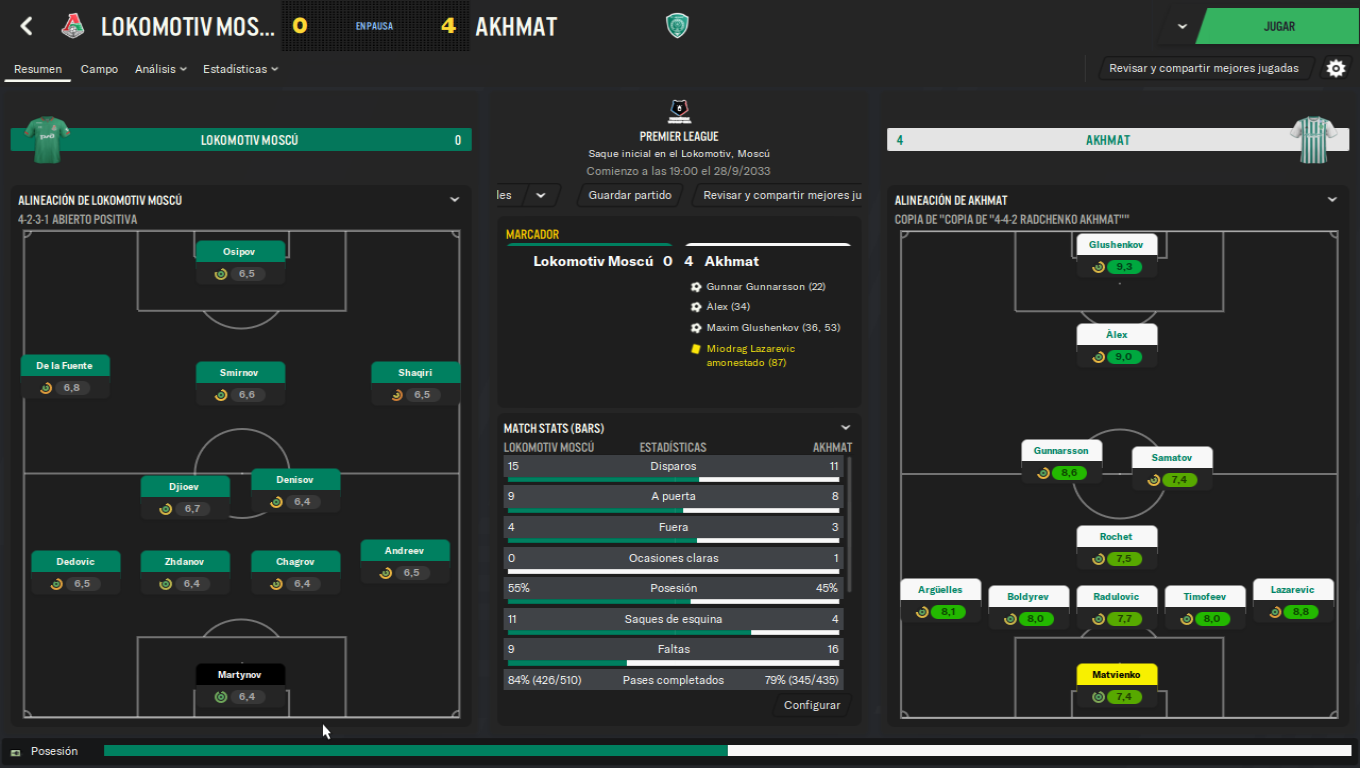 LOKOMOTIV MOS...
0
EN PAUSA
4
AKHMAT
JUGAR
Resumen
Campo
Análisis
Estadísticas
Revisar y compartir mejores jugadas
LOKOMOTIV MOSCÚ
0
PREMIER LEAGUE
Saque inicial en el Lokomotiv, Moscú
Comienzo a las 19:00 el 28/9/2033
les
Guardar partido
Revisar y compartir mejores ju
4
AKHMAT
ALINEACIÓN DE LOKOMOTIV MOSCÚ
4-2-3-1 ABIERTO POSITIVA
Osipov
6,5
De la Fuente
6,8
Smirnov
6,6
Shaqiri
6,5
Djioev
6,7
Denisov
6,4
Dedovic
6,5
Zhdanov
6,4
Chagrov
6,4
Andreev
6,5
Martynov
6,4
MARCADOR
Lokomotiv Moscú 0 4 Akhmat
Gunnar Gunnarsson (22)
Àlex (34)
Maxim Glushenkov (36, 53)
Miodrag Lazarevic
amonestado (87)
MATCH STATS (BARS)
LOKOMOTIV MOSCÚ ESTADÍSTICAS AKHMAT
15 Disparos 11
9 A puerta 8
4 Fuera 3
0 Ocasiones claras 1
55% Posesión 45%
11 Saques de esquina 4
9 Faltas 16
84% (426/510) Pases completados 79% (345/435)
Configurar
ALINEACIÓN DE AKHMAT
COPIA DE "COPIA DE "4-4-2 RADCHENKO AKHMAT""
Glushenkov
9,3
Àlex
9,0
Gunnarsson
8,6
Samatov
7,4
Rochet
7,5
Argüelles
8,1
Boldyrev
8,0
Radulovic
7,7
Timofeev
8,0
Lazarevic
8,8
Matvienko
7,4
Posesión